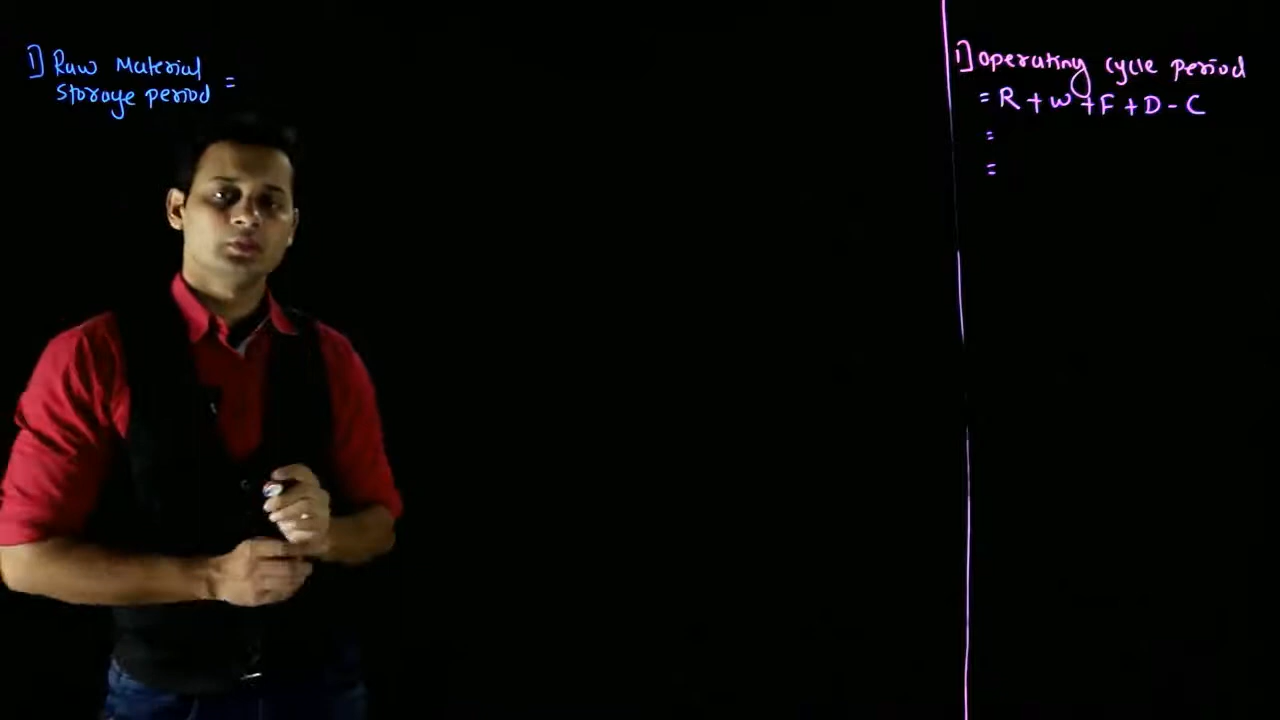 1] Raw Material
storage period =
1] operating cycle period
= R + W + F + D - C
=
=